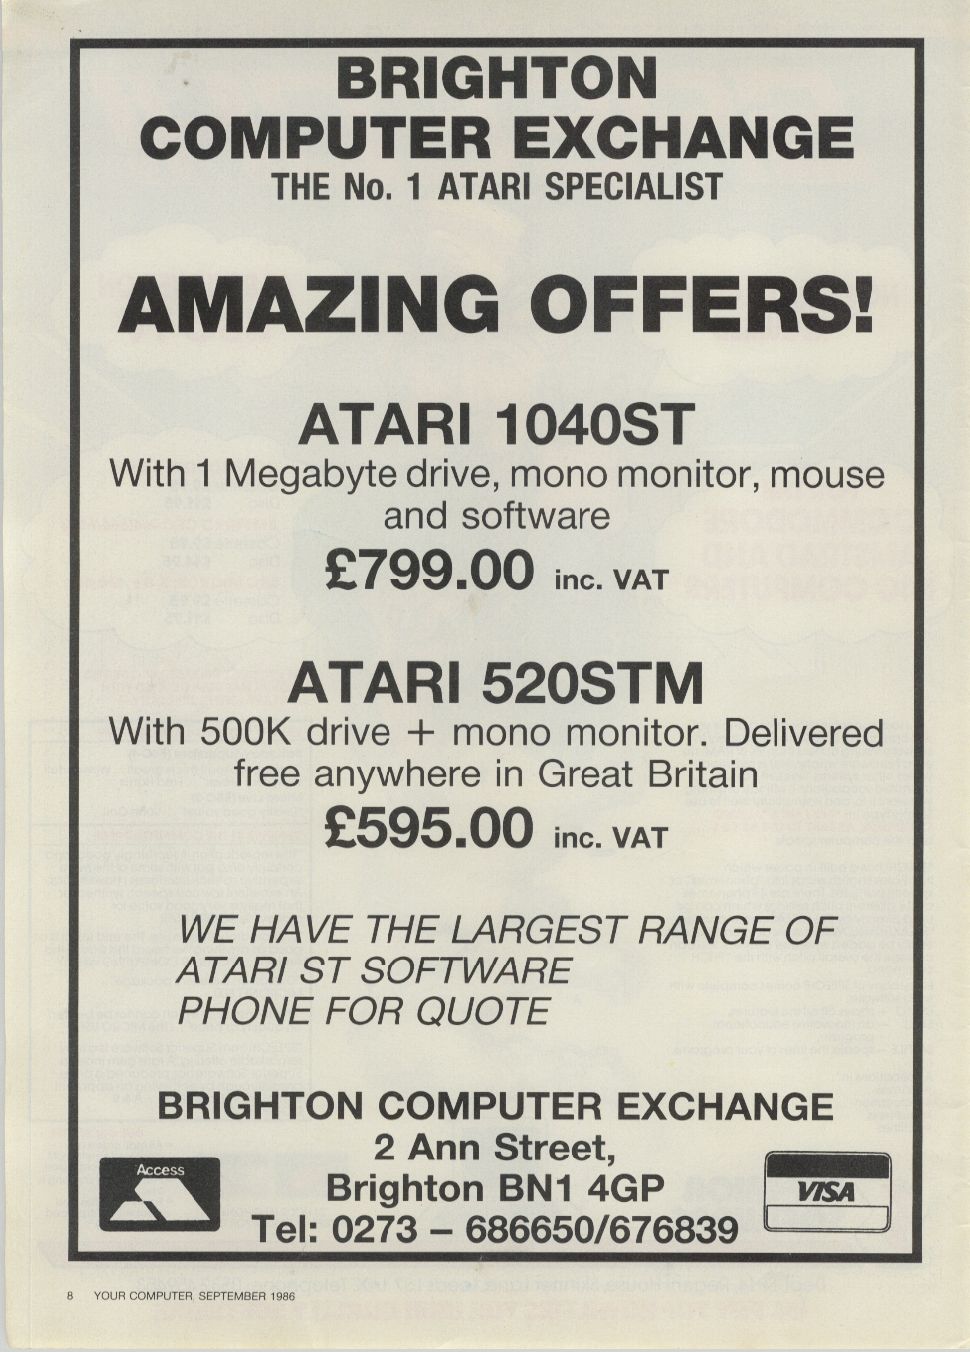 BRIGHTON
COMPUTER EXCHANGE
THE No. 1 ATARI SPECIALIST
AMAZING OFFERS!
ATARI 1040ST
With 1 Megabyte drive, mono monitor, mouse
and software
£799.00 inc. VAT
ATARI 520STM
With 500K drive + mono monitor. Delivered
free anywhere in Great Britain
£595.00 inc. VAT
WE HAVE THE LARGEST RANGE OF
ATARI ST SOFTWARE
PHONE FOR QUOTE
BRIGHTON COMPUTER EXCHANGE
2 Ann Street,
Brighton BN1 4GP
Tel: 0273 – 686650/676839
Access
VISA
8 YOUR COMPUTER, SEPTEMBER 1986